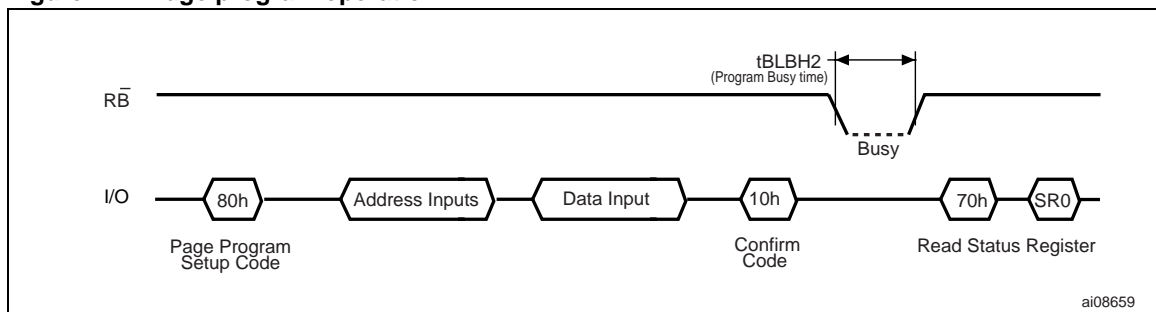 tBLBH2
(Program Busy time)
RB̅
Busy
I/O
80h
Address Inputs
Data Input
10h
70h
SR0
Page Program
Setup Code
Confirm
Code
Read Status Register
ai08659